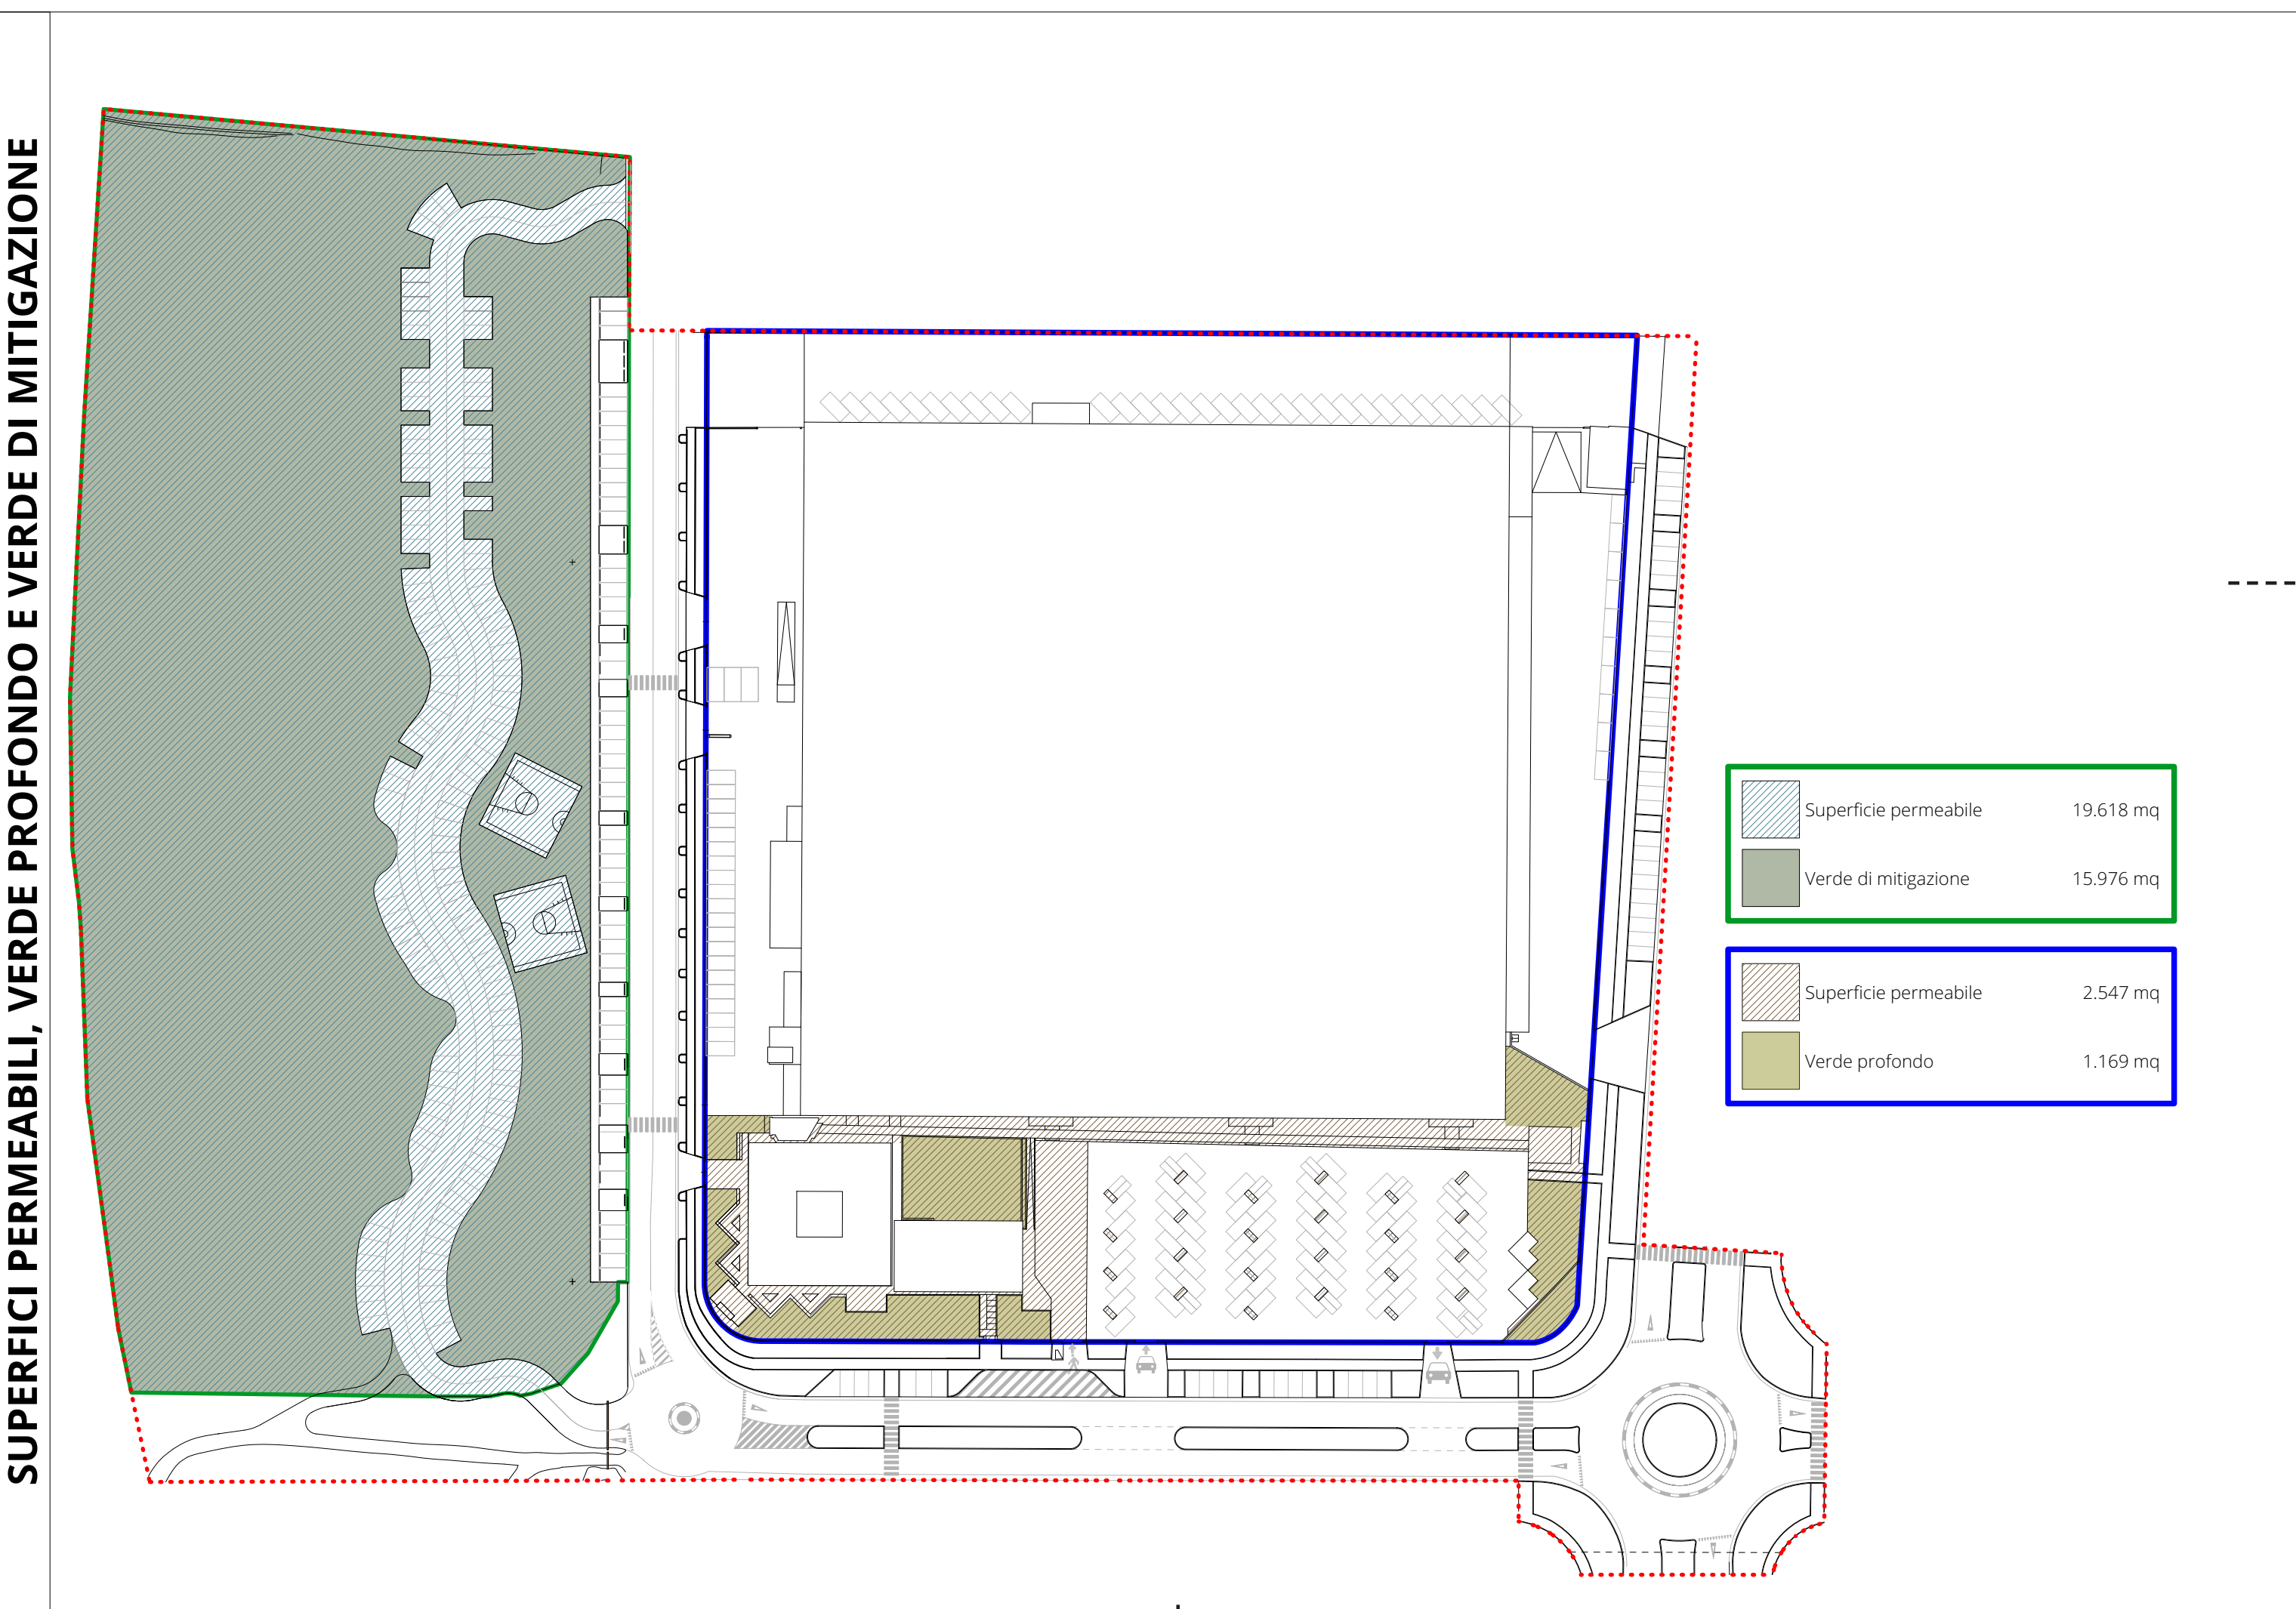 SUPERFICI PERMEABILI, VERDE PROFONDO E VERDE DI MITIGAZIONE
Superficie permeabile 19.618 mq
Verde di mitigazione 15.976 mq
Superficie permeabile 2.547 mq
Verde profondo 1.169 mq